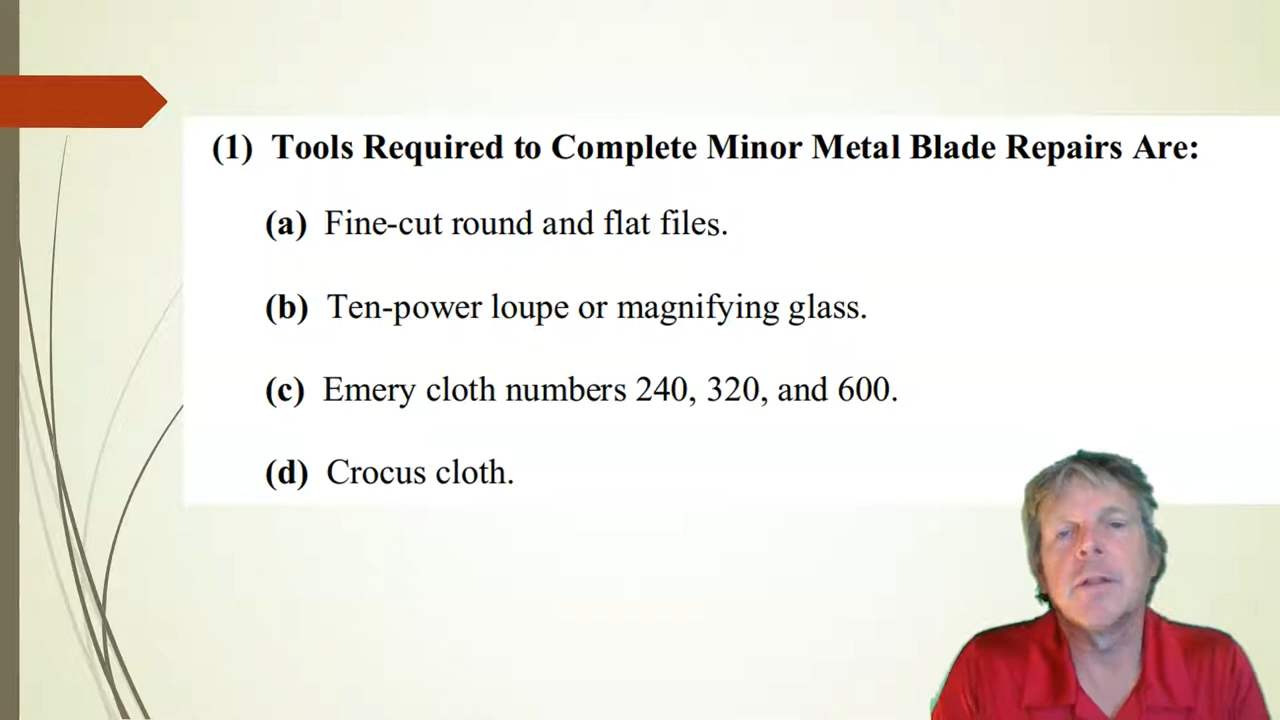 (1) Tools Required to Complete Minor Metal Blade Repairs Are:
(a) Fine-cut round and flat files.
(b) Ten-power loupe or magnifying glass.
(c) Emery cloth numbers 240, 320, and 600.
(d) Crocus cloth.